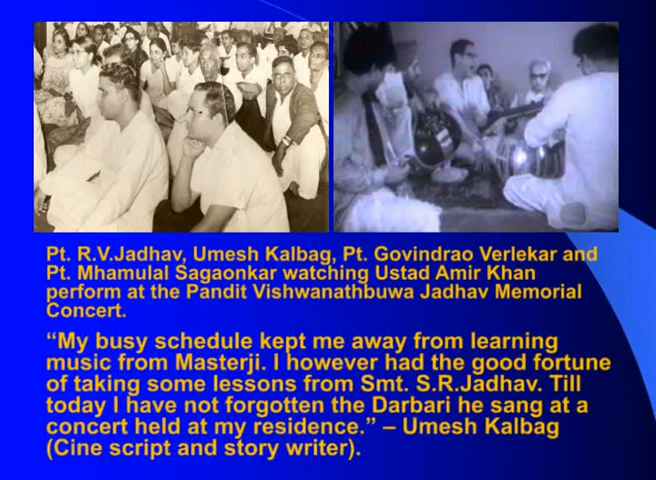 Pt. R.V.Jadhav, Umesh Kalbag, Pt. Govindrao Verlekar and
Pt. Mhamulal Sagaonkar watching Ustad Amir Khan
perform at the Pandit Vishwanathbuwa Jadhav Memorial
Concert.
“My busy schedule kept me away from learning
music from Masterji. I however had the good fortune
of taking some lessons from Smt. S.R.Jadhav. Till
today I have not forgotten the Darbari he sang at a
concert held at my residence.” – Umesh Kalbag
(Cine script and story writer).